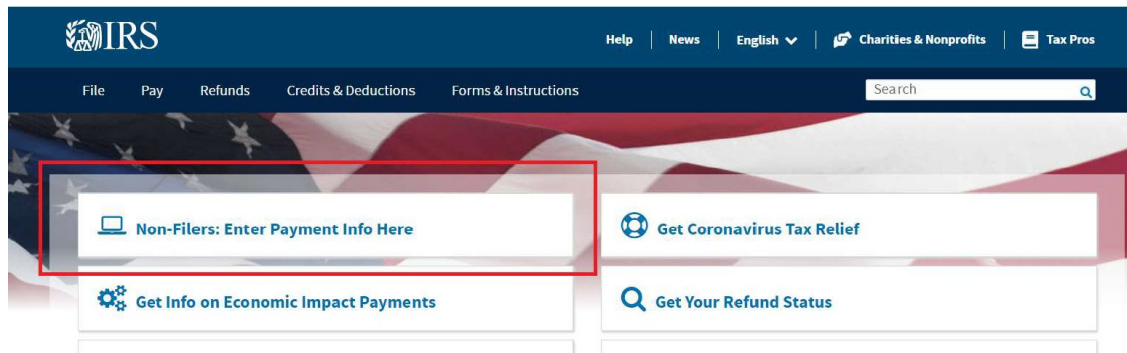 IRS
Help News English Charities & Nonprofits Tax Pros
File Pay Refunds Credits & Deductions Forms & Instructions Search
Non-Filers: Enter Payment Info Here
Get Coronavirus Tax Relief
Get Info on Economic Impact Payments
Get Your Refund Status